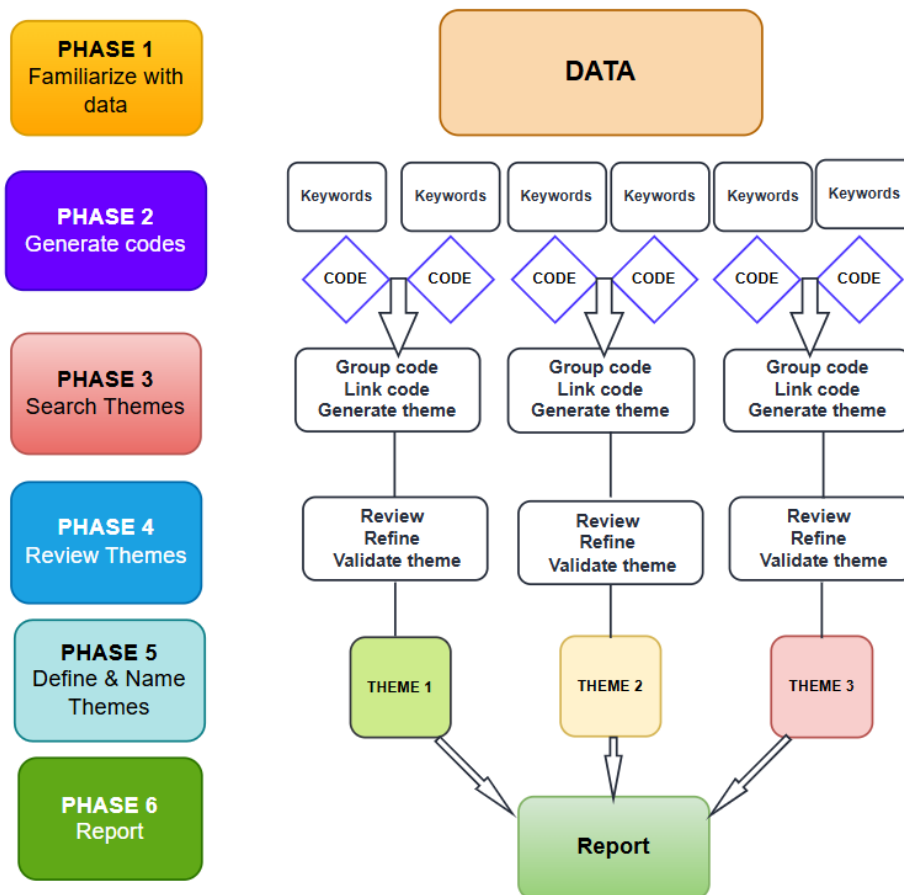 PHASE 1
Familiarize with
data
DATA
PHASE 2
Generate codes
Keywords
Keywords
Keywords
Keywords
Keywords
Keywords
CODE
CODE
CODE
CODE
CODE
CODE
PHASE 3
Search Themes
Group code
Link code
Generate theme
Group code
Link code
Generate theme
Group code
Link code
Generate theme
PHASE 4
Review Themes
Review
Refine
Validate theme
Review
Refine
Validate theme
Review
Refine
Validate theme
PHASE 5
Define & Name
Themes
THEME 1
THEME 2
THEME 3
PHASE 6
Report
Report